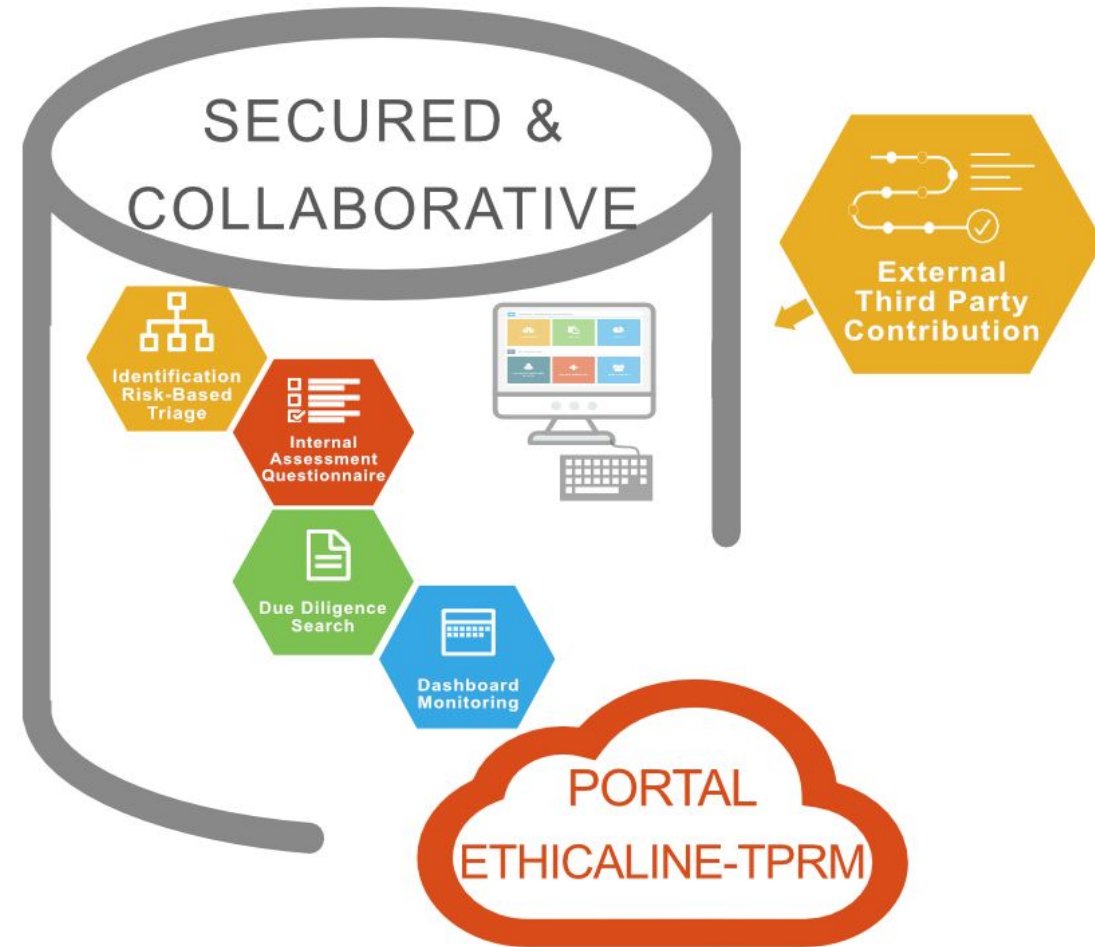 SECURED &
COLLABORATIVE
External
Third Party
Contribution
Identification
Risk-Based
Triage
Internal
Assessment
Questionnaire
Due Diligence
Search
Dashboard
Monitoring
PORTAL
ETHICALINE-TPRM